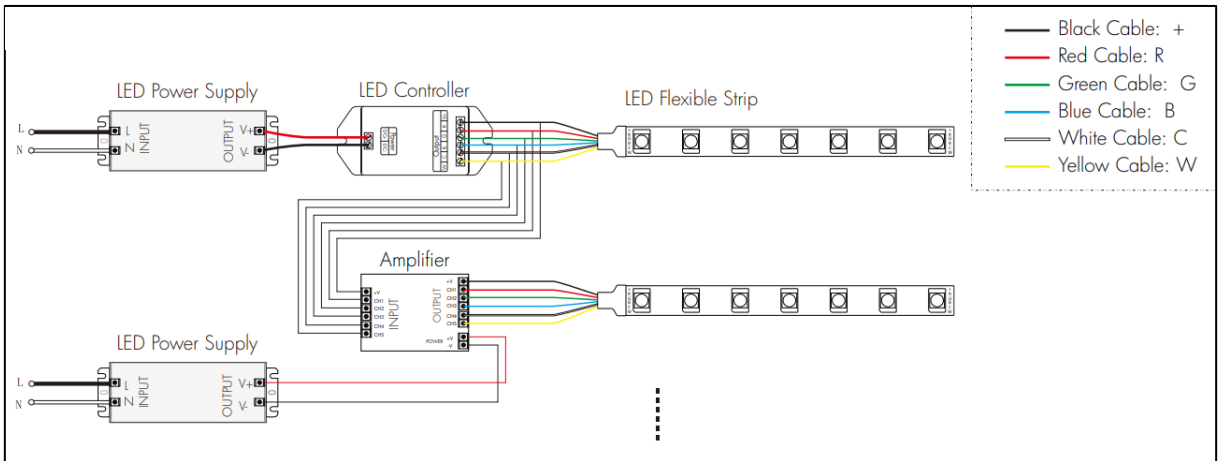 Black Cable: +
Red Cable: R
Green Cable: G
Blue Cable: B
White Cable: C
Yellow Cable: W
LED Power Supply
LED Controller
LED Flexible Strip
L
N
L
N
INPUT
OUTPUT
V+
V-
Power
Output
Amplifier
+V
CH1
CH2
CH3
CH4
CH5
INPUT
OUTPUT
+V
CH1
CH2
CH3
CH4
CH5
POWER
+V
-V
LED Power Supply
L
N
L
N
INPUT
OUTPUT
V+
V-